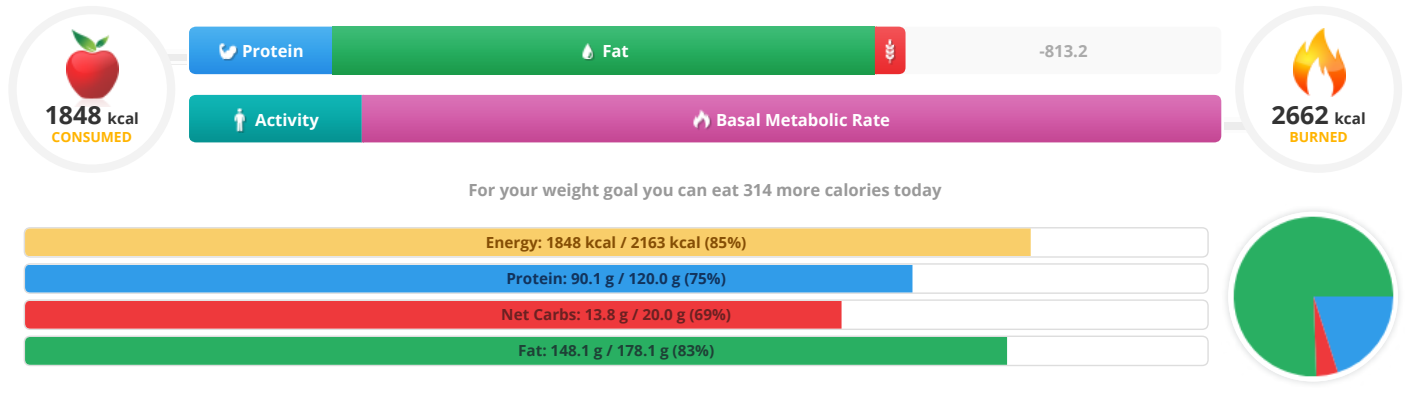 1848 kcal
CONSUMED
Protein
Fat
-813.2
Activity
Basal Metabolic Rate
2662 kcal
BURNED
For your weight goal you can eat 314 more calories today
Energy: 1848 kcal / 2163 kcal (85%)
Protein: 90.1 g / 120.0 g (75%)
Net Carbs: 13.8 g / 20.0 g (69%)
Fat: 148.1 g / 178.1 g (83%)